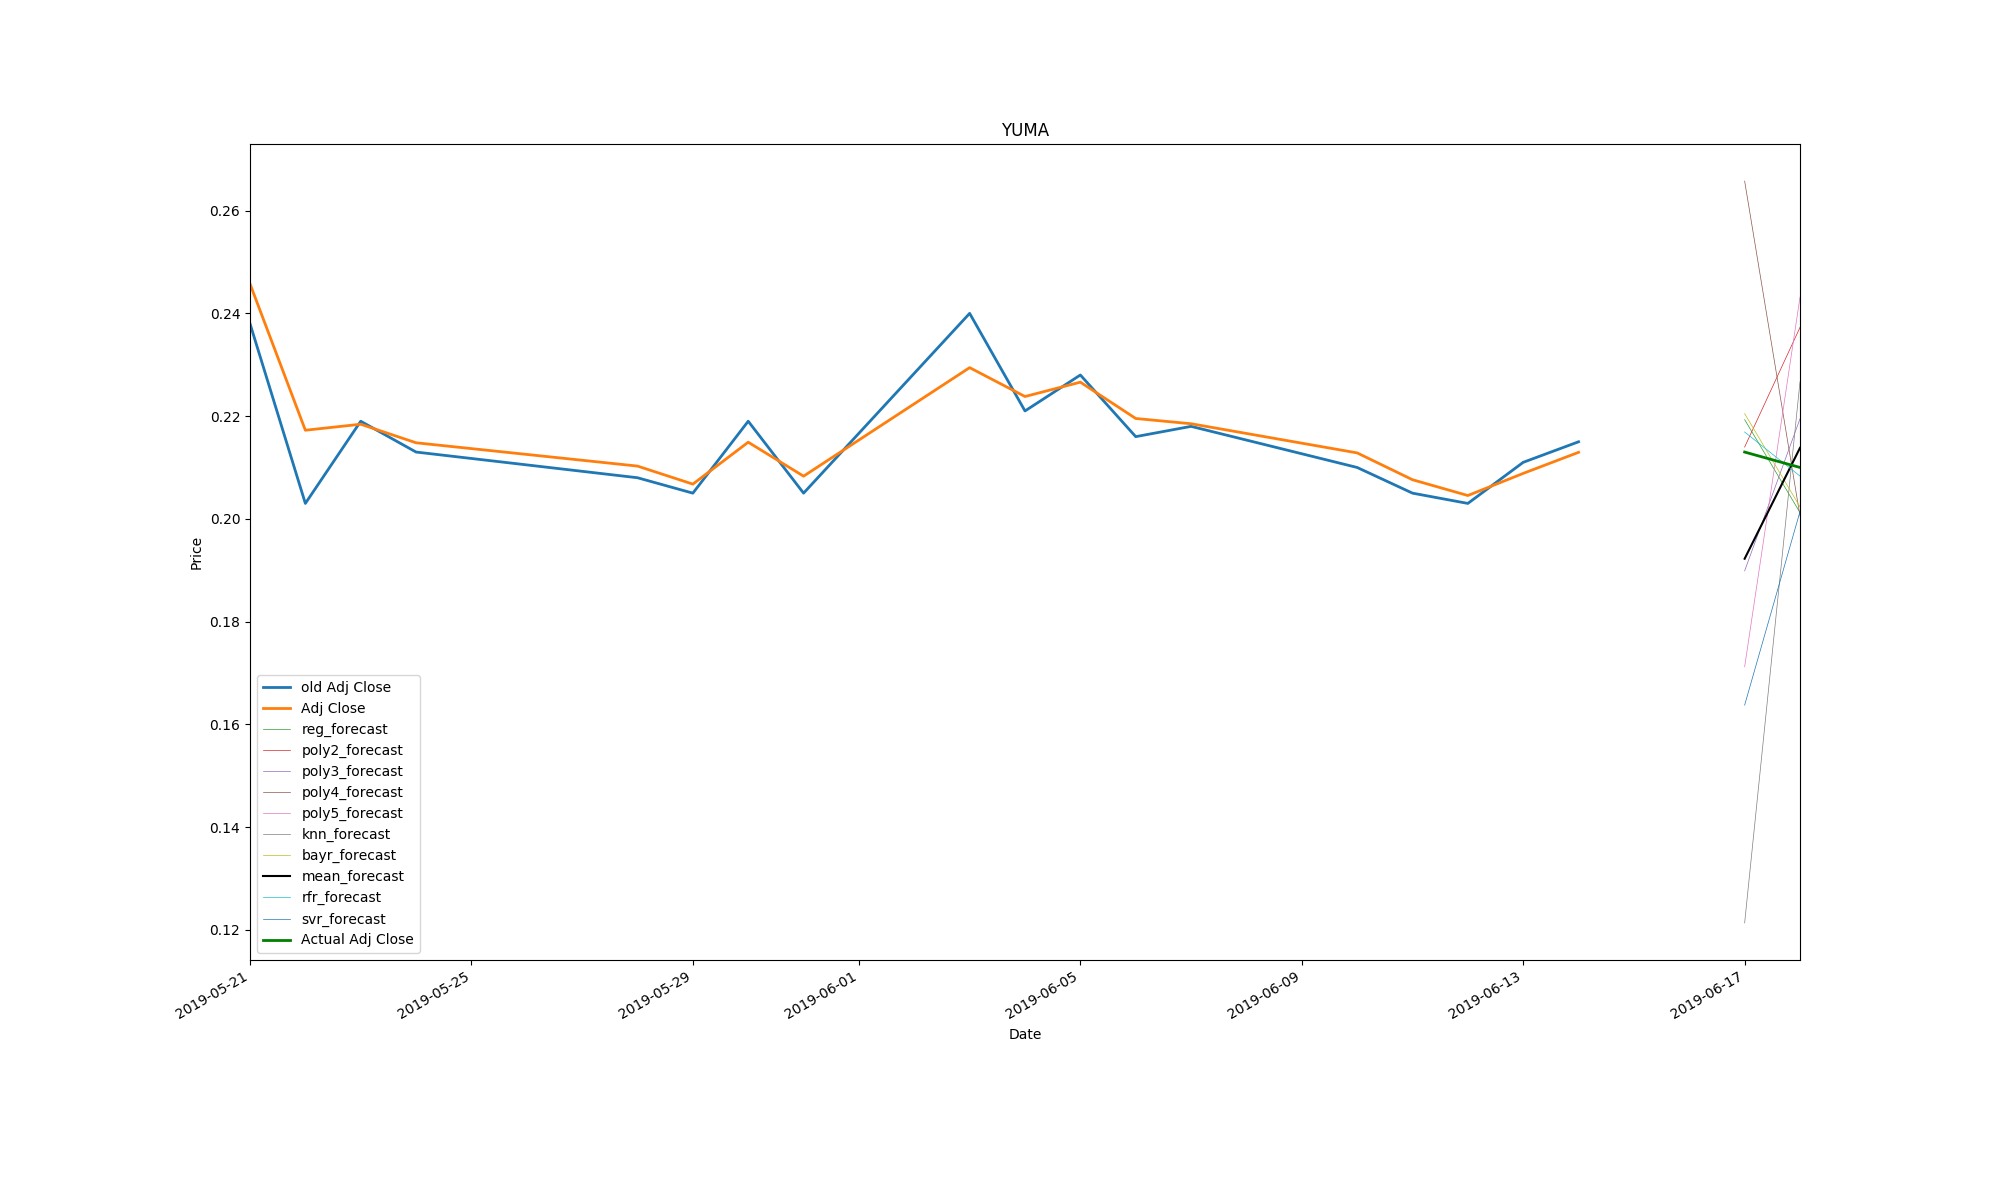 YUMA
0.26
0.24
0.22
0.20
0.18
0.16
0.14
0.12
Price
old Adj Close
Adj Close
reg_forecast
poly2_forecast
poly3_forecast
poly4_forecast
poly5_forecast
knn_forecast
bayr_forecast
mean_forecast
rfr_forecast
svr_forecast
Actual Adj Close
2019-05-21
2019-05-25
2019-05-29
2019-06-01
2019-06-05
2019-06-09
2019-06-13
2019-06-17
Date